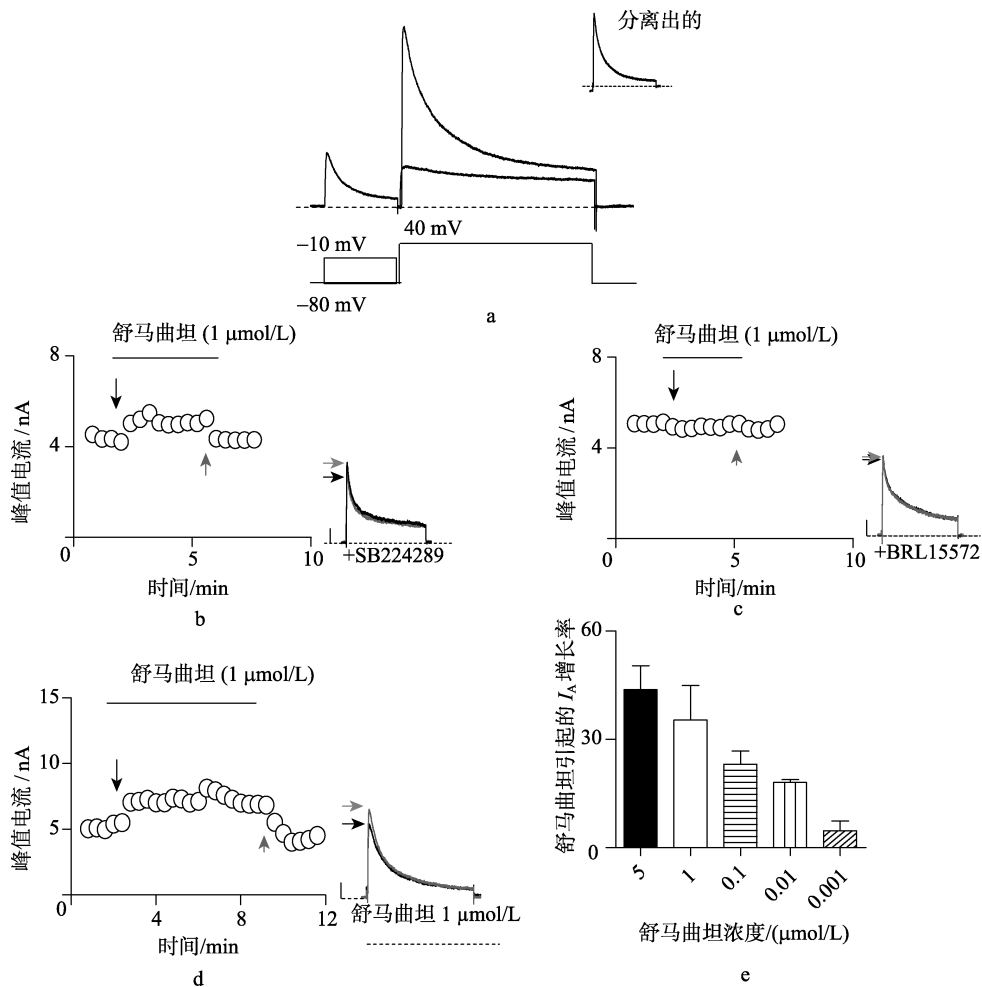 分离出的
40 mV
−10 mV
−80 mV
a
舒马曲坦 (1 μmol/L)
8
4
0
5
10
峰值电流 / nA
时间/min
+SB224289
b
舒马曲坦 (1 μmol/L)
8
4
0
5
10
峰值电流 / nA
时间/min
+BRL15572
c
舒马曲坦 (1 μmol/L)
15
10
5
0
4
8
12
峰值电流 / nA
时间/min
舒马曲坦 1 μmol/L
d
60
30
0
舒马曲坦引起的 IA 增长率
5
1
0.1
0.01
0.001
舒马曲坦浓度/(μmol/L)
e